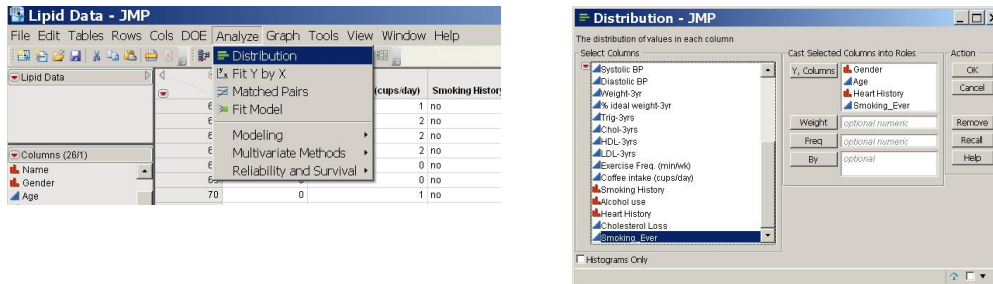 Lipid Data - JMP
File Edit Tables Rows Cols DOE Analyze Graph Tools View Window Help
Distribution
Fit Y by X
Matched Pairs
Fit Model
Modeling
Multivariate Methods
Reliability and Survival
Lipid Data
(cups/day) Smoking History
1 no
2 no
2 no
2 no
0 no
0 no
70 0 1 no
Columns (26/1)
Name
Gender
Age
Distribution - JMP
The distribution of values in each column
Select Columns
Systolic BP
Diastolic BP
Weight-3yr
% ideal weight-3yr
Trig-3yrs
Chol-3yrs
HDL-3yrs
LDL-3yrs
Exercise Freq. (min/wk)
Coffee intake (cups/day)
Smoking History
Alcohol use
Heart History
Cholesterol Loss
Smoking_Ever
Histograms Only
Cast Selected Columns into Roles
Y, Columns
Gender
Age
Heart History
Smoking_Ever
Weight optional numeric
Freq optional numeric
By optional
Action
OK
Cancel
Remove
Recall
Help